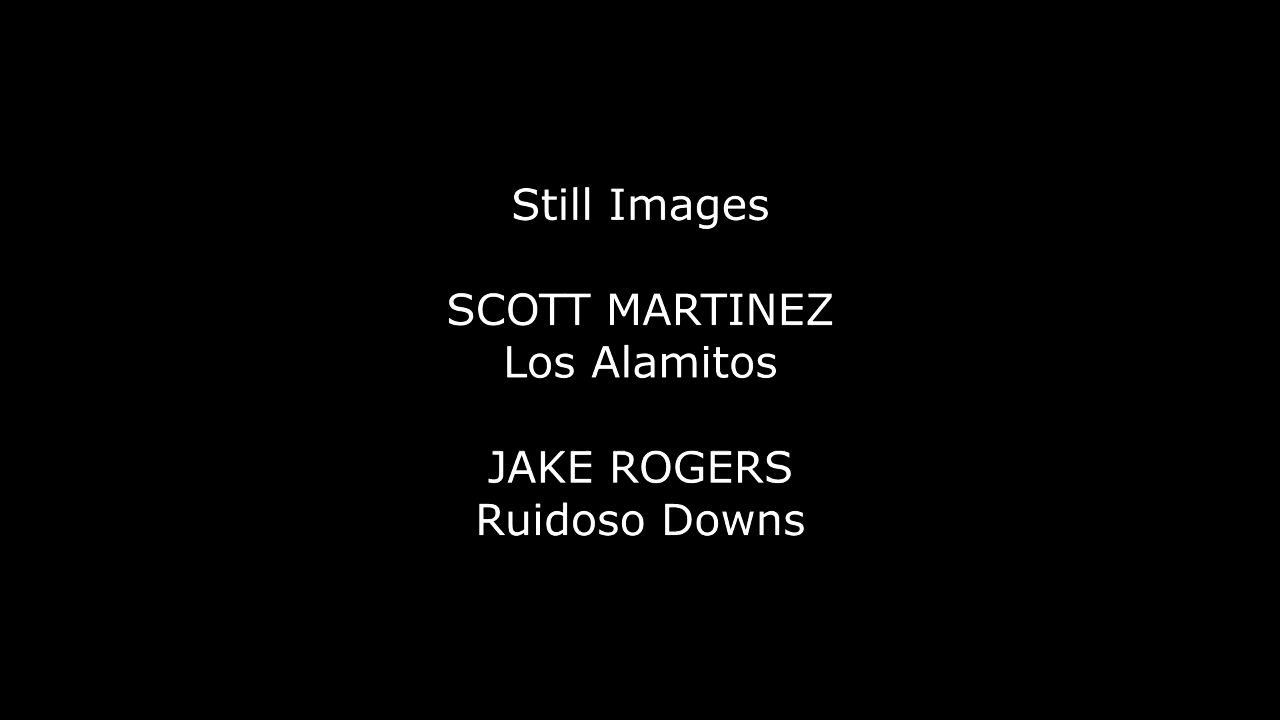 Still Images
SCOTT MARTINEZ
Los Alamitos
JAKE ROGERS
Ruidoso Downs